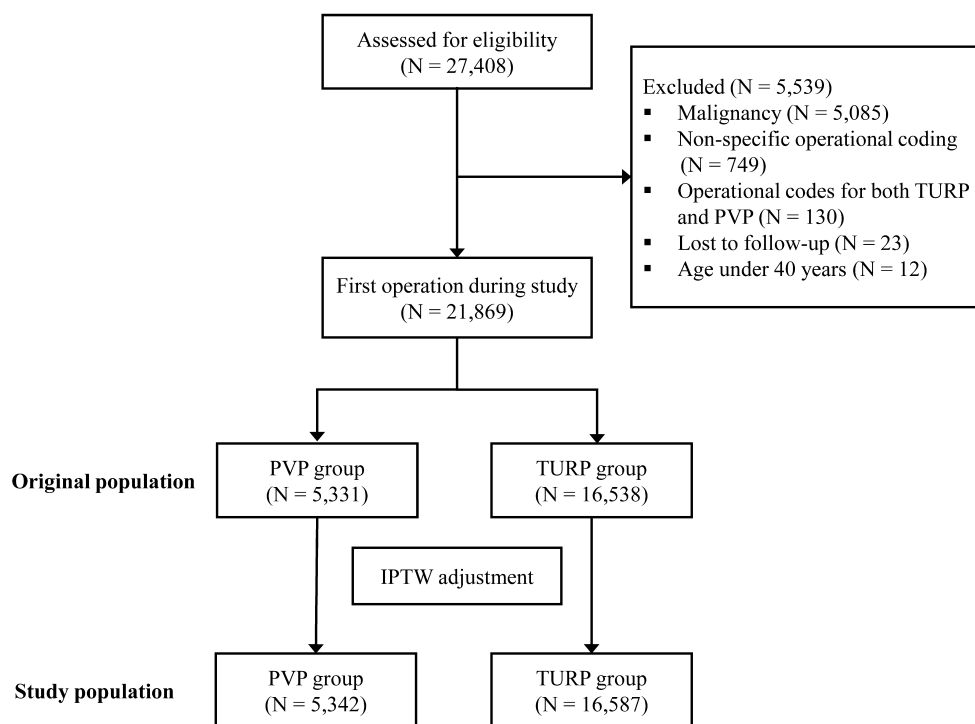 Assessed for eligibility
(N = 27,408)
Excluded (N = 5,539)
▪ Malignancy (N = 5,085)
▪ Non-specific operational coding
(N = 749)
▪ Operational codes for both TURP
and PVP (N = 130)
▪ Lost to follow-up (N = 23)
▪ Age under 40 years (N = 12)
First operation during study
(N = 21,869)
Original population
PVP group
(N = 5,331)
TURP group
(N = 16,538)
IPTW adjustment
Study population
PVP group
(N = 5,342)
TURP group
(N = 16,587)